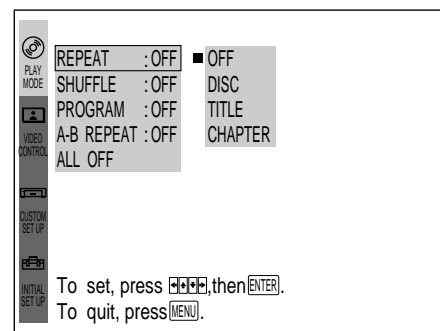 PLAY
MODE
VIDEO
CONTROL
CUSTOM
SET UP
INITIAL
SET UP
REPEAT :OFF ■ OFF
SHUFFLE :OFF DISC
PROGRAM :OFF TITLE
A-B REPEAT :OFF CHAPTER
ALL OFF
To set, press ,then ENTER.
To quit, press MENU.